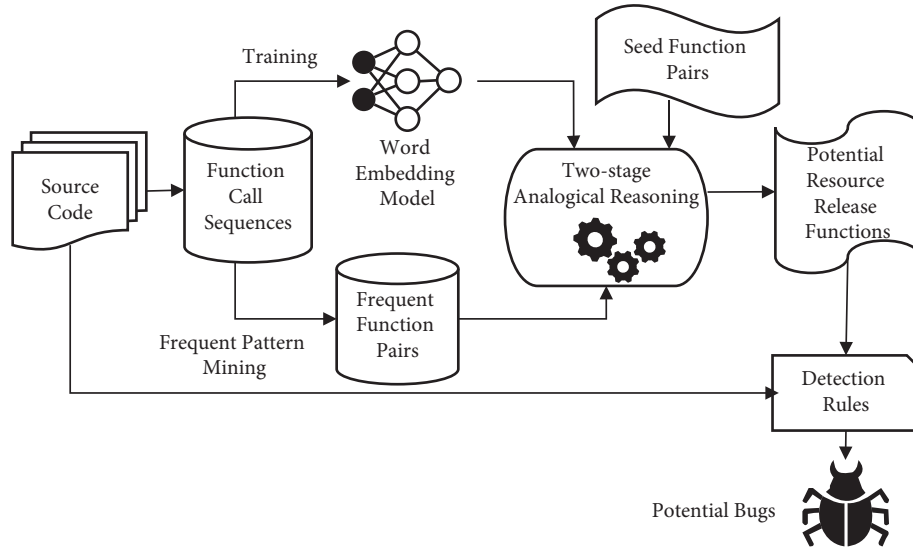 Training
Seed Function
Pairs
Source
Code
Function
Call
Sequences
Word
Embedding
Model
Two-stage
Analogical Reasoning
Potential
Resource
Release
Functions
Frequent
Function
Pairs
Frequent Pattern
Mining
Detection
Rules
Potential Bugs